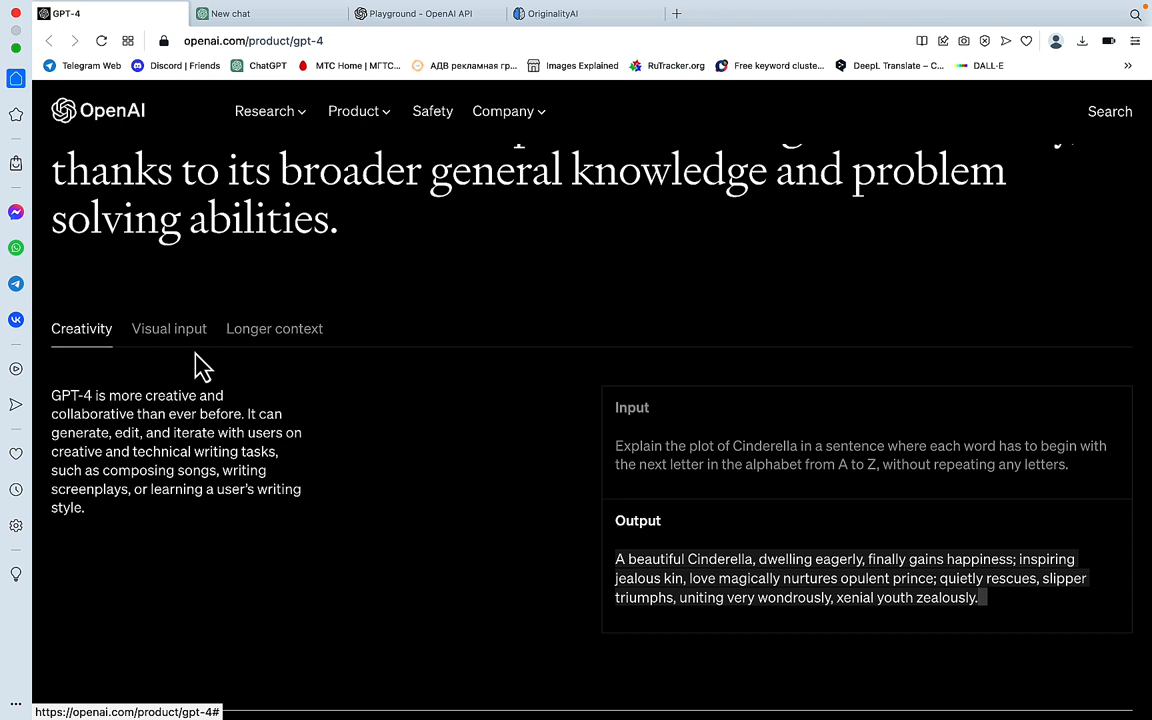 GPT-4
New chat
Playground - OpenAI API
OriginalityAI
openai.com/product/gpt-4
Telegram Web
Discord | Friends
ChatGPT
MTC Home | МГТС...
АДВ рекламная гр...
Images Explained
RuTracker.org
Free keyword cluste...
DeepL Translate – C...
DALL·E
OpenAI
Research
Product
Safety
Company
Search
thanks to its broader general knowledge and problem
solving abilities.
Creativity
Visual input
Longer context
GPT-4 is more creative and
collaborative than ever before. It can
generate, edit, and iterate with users on
creative and technical writing tasks,
such as composing songs, writing
screenplays, or learning a user's writing
style.
Input
Explain the plot of Cinderella in a sentence where each word has to begin with
the next letter in the alphabet from A to Z, without repeating any letters.
Output
A beautiful Cinderella, dwelling eagerly, finally gains happiness; inspiring
jealous kin, love magically nurtures opulent prince; quietly rescues, slipper
triumphs, uniting very wondrously, xenial youth zealously.
https://openai.com/product/gpt-4#